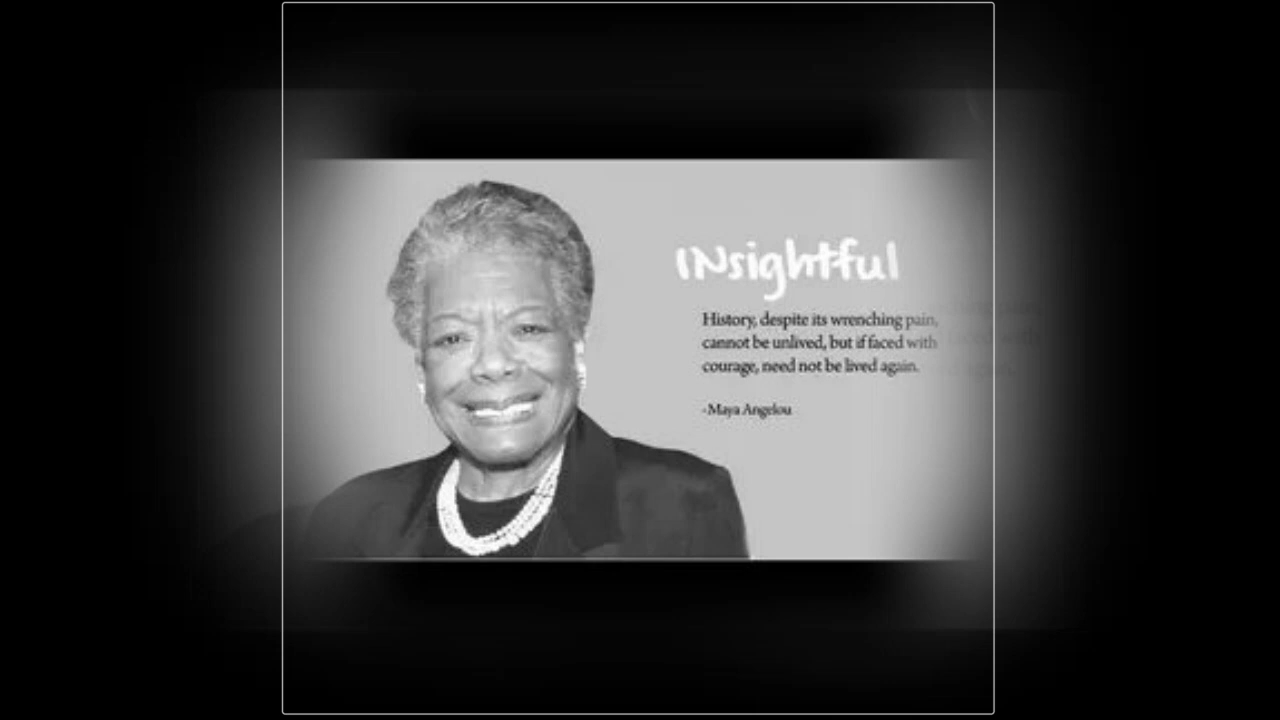 INsightful
History, despite its wrenching pain,
cannot be unlived, but if faced with
courage, need not be lived again.
-Maya Angelou